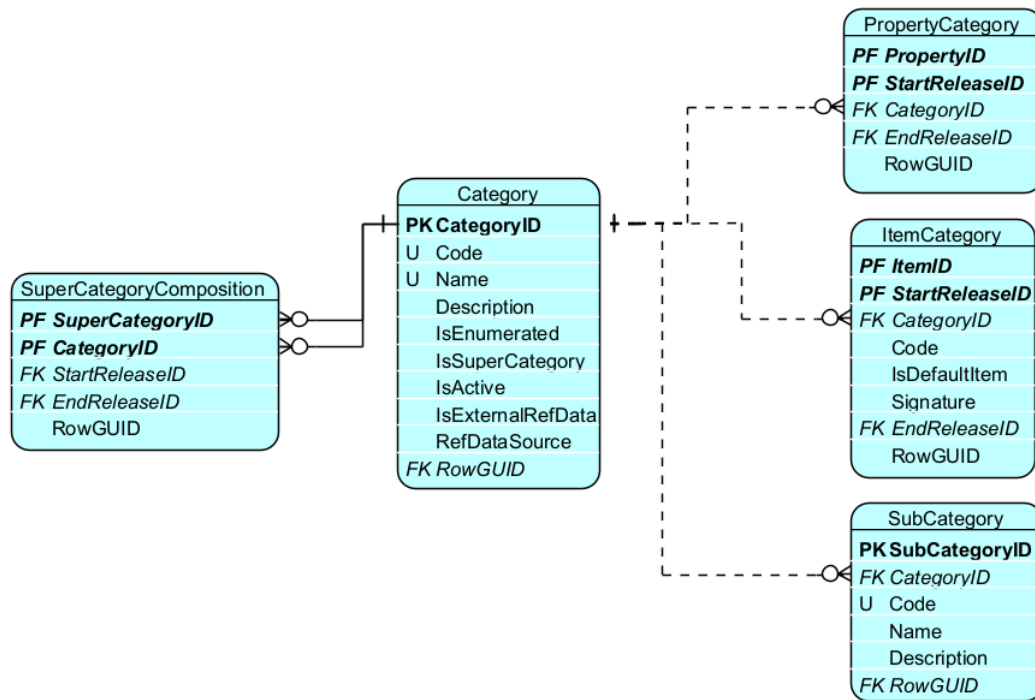 PropertyCategory
PF PropertyID
PF StartReleaseID
FK CategoryID
FK EndReleaseID
RowGUID
Category
PK CategoryID
U Code
U Name
Description
IsEnumerated
IsSuperCategory
IsActive
IsExternalRefData
RefDataSource
FK RowGUID
SuperCategoryComposition
PF SuperCategoryID
PF CategoryID
FK StartReleaseID
FK EndReleaseID
RowGUID
ItemCategory
PF ItemID
PF StartReleaseID
FK CategoryID
Code
IsDefaultItem
Signature
FK EndReleaseID
RowGUID
SubCategory
PK SubCategoryID
FK CategoryID
U Code
Name
Description
FK RowGUID